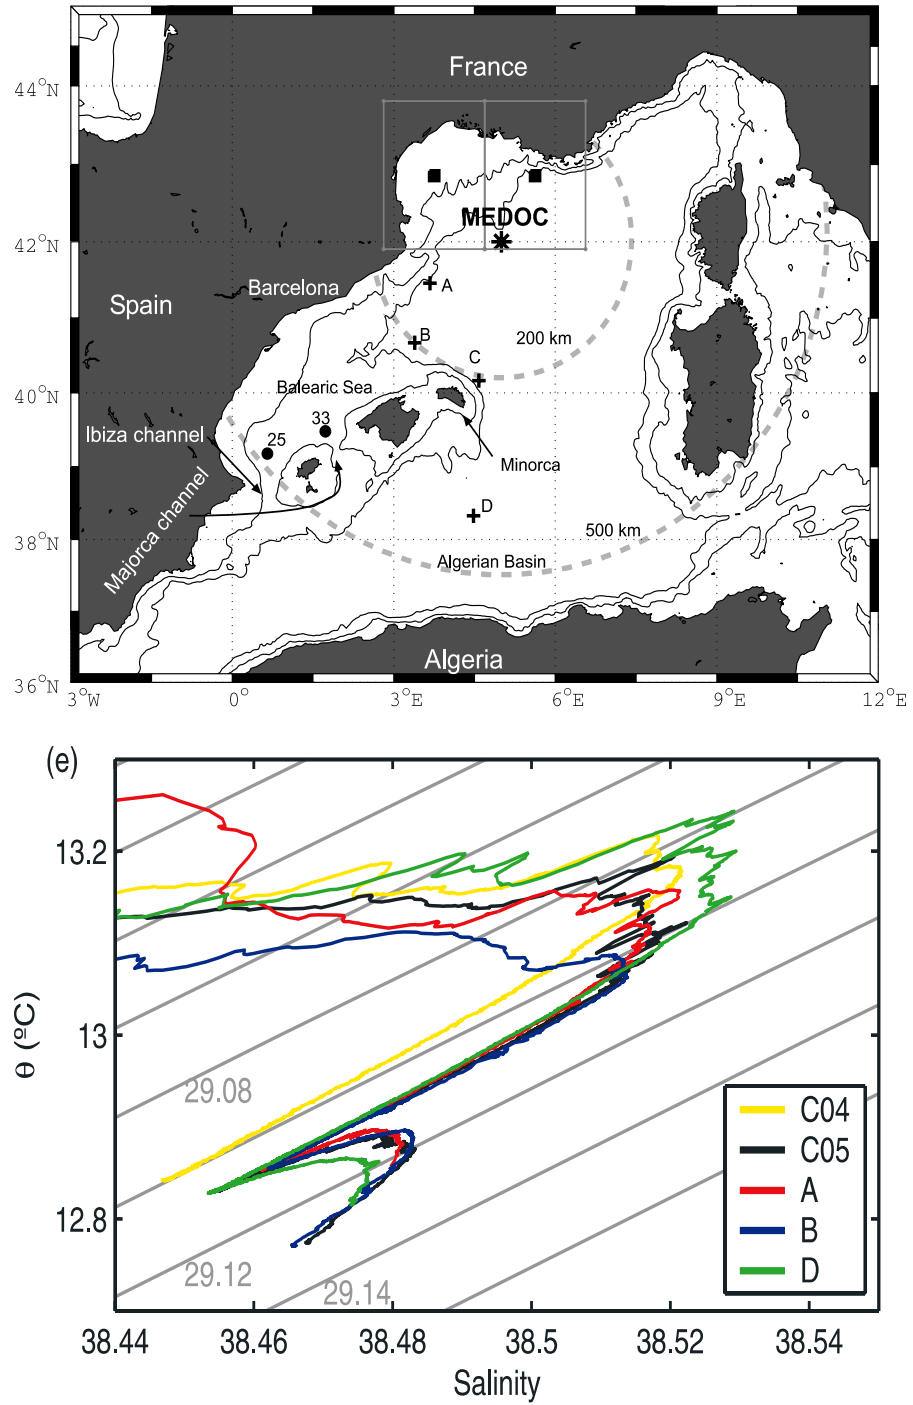 44°N
42°N
40°N
38°N
36°N
3°W
0°
3°E
6°E
9°E
12°E
France
MEDOC
Barcelona
A
Spain
B
200 km
C
Balearic Sea
33
Ibiza channel
25
Minorca
Majorca channel
D
500 km
Algerian Basin
Algeria
(e)
13.2
13
12.8
θ (ºC)
29.08
29.12
29.14
C04
C05
A
B
D
38.44
38.46
38.48
38.5
38.52
38.54
Salinity